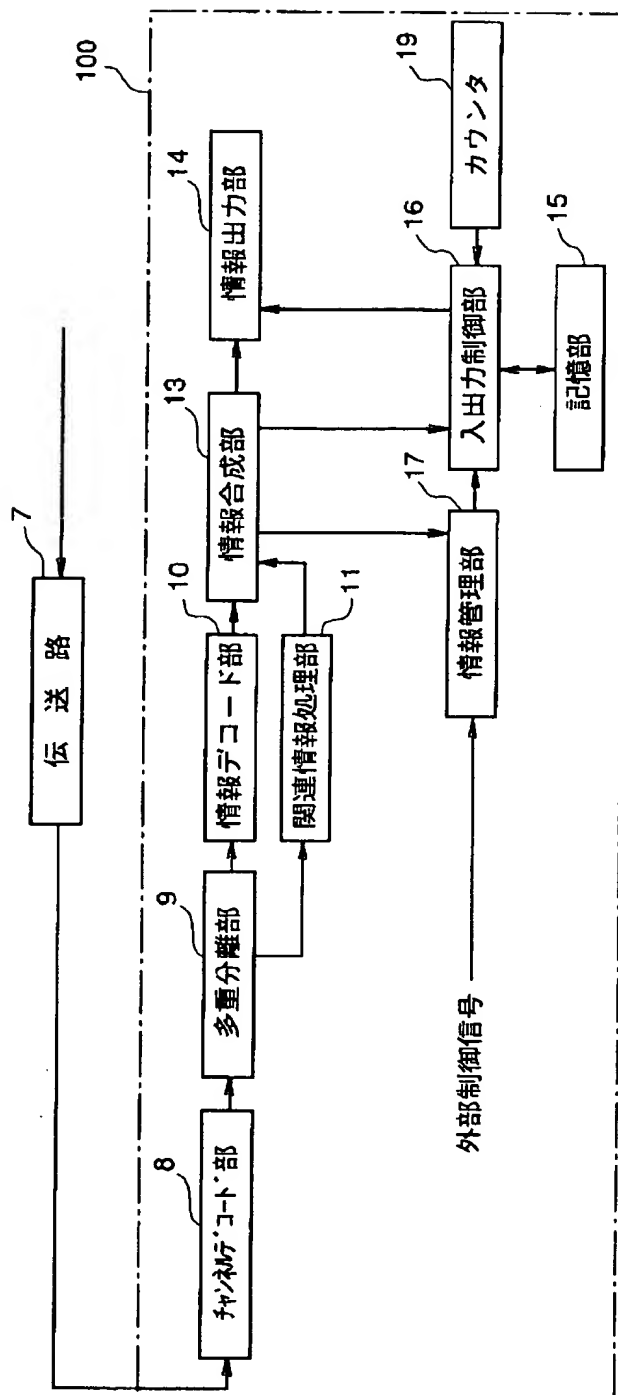 7
伝送路
100
8
チャンネルデコード部
9
多重分離部
10
情報デコード部
11
関連情報処理部
13
情報合成部
14
情報出力部
外部制御信号
17
情報管理部
16
入出力制御部
19
カウンタ
15
記憶部